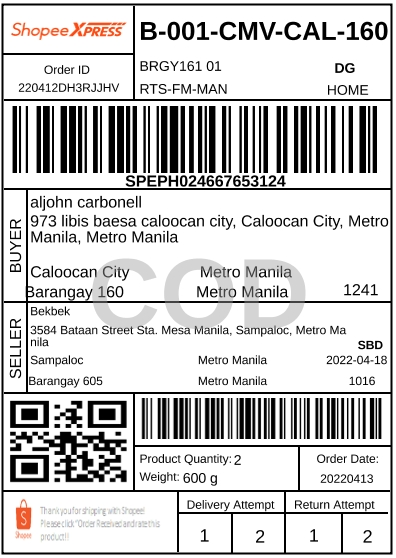 Shopee XPRESS
B-001-CMV-CAL-160
Order ID
220412DH3RJJHV
BRGY161 01
DG
RTS-FM-MAN
HOME
SPEPH024667653124
BUYER
aljohn carbonell
973 libis baesa caloocan city, Caloocan City, Metro
Manila, Metro Manila
Caloocan City Metro Manila
Barangay 160 Metro Manila 1241
COD
SELLER
Bekbek
3584 Bataan Street Sta. Mesa Manila, Sampaloc, Metro Ma
nila
SBD
Sampaloc Metro Manila 2022-04-18
Barangay 605 Metro Manila 1016
Product Quantity: 2
Weight: 600 g
Order Date:
20220413
Shopee
Thank you for shipping with Shopee!
Please click "Order Received and rate this
product!!
Delivery Attempt Return Attempt
1 2 1 2